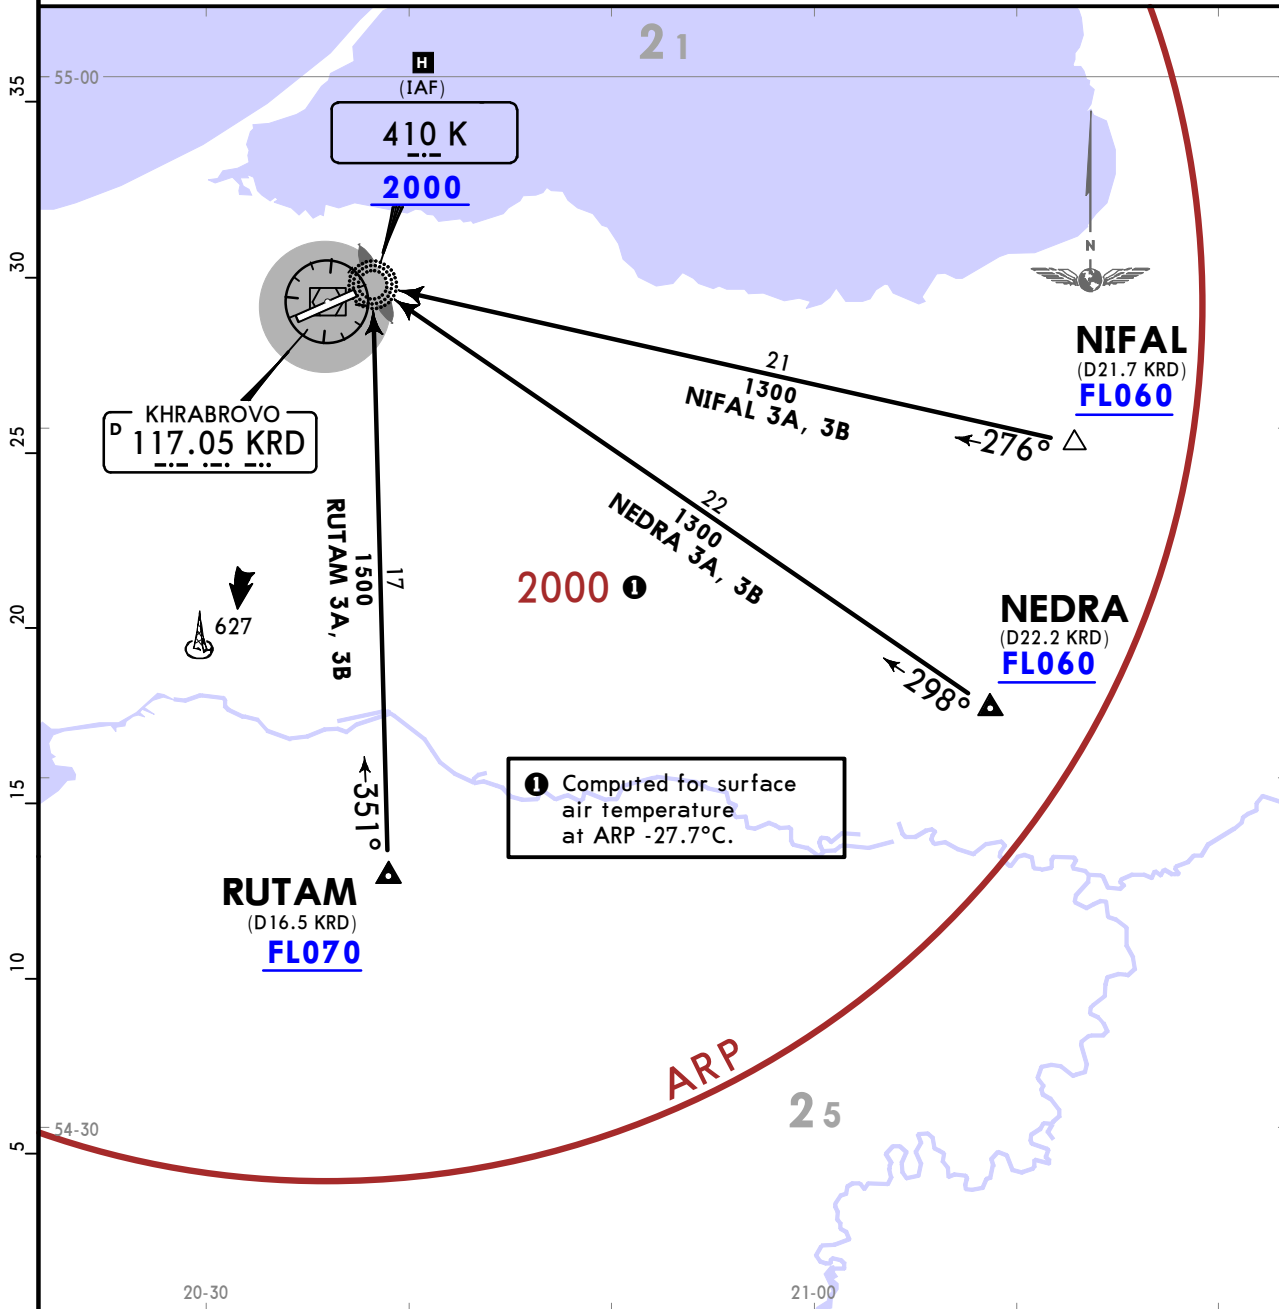 21
55-00
H
(IAF)
410 K
2000
35
30
25
20
15
10
5
N
NIFAL
(D21.7 KRD)
FL060
21
1300
NIFAL 3A, 3B
276°
KHRABROVO
D 117.05 KRD
22
1300
NEDRA 3A, 3B
298°
NEDRA
(D22.2 KRD)
FL060
17
1500
RUTAM 3A, 3B
351°
2000 1
627
1 Computed for surface
air temperature
at ARP -27.7°C.
RUTAM
(D16.5 KRD)
FL070
ARP
25
54-30
20-30
21-00